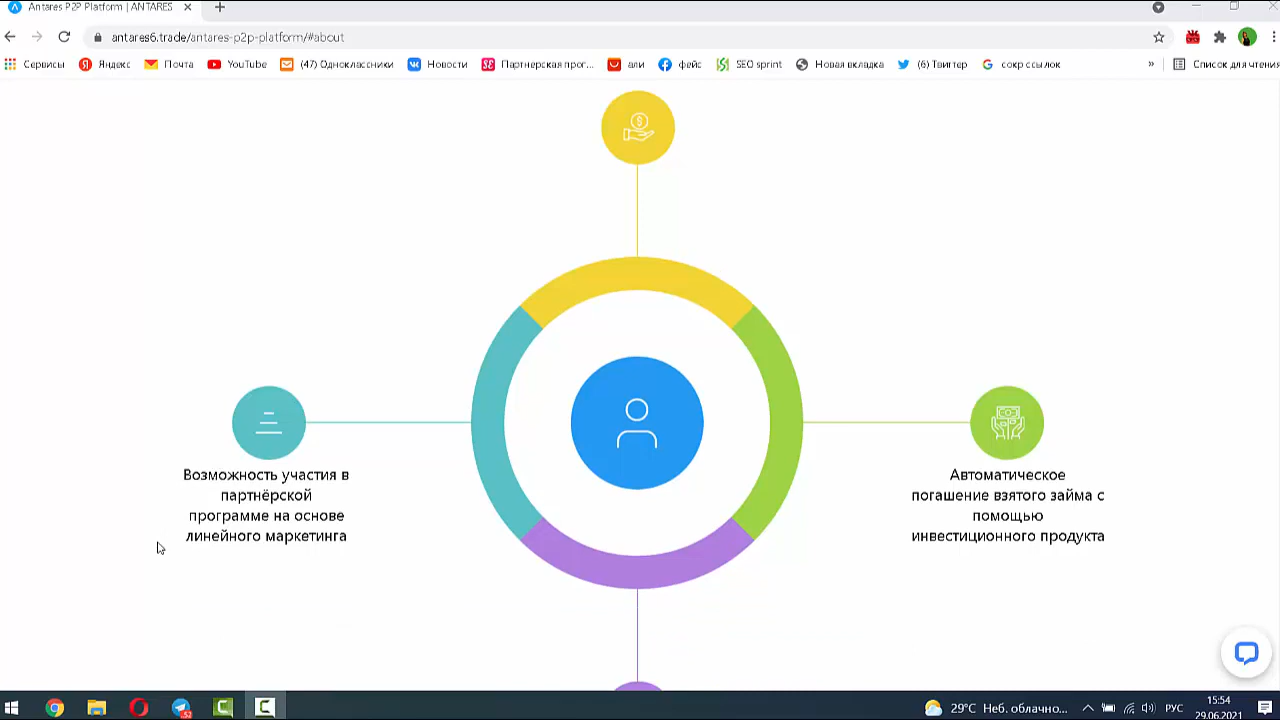 Antares P2P Platform | ANTARES
antares6.trade/antares-p2p-platform/#about
Сервисы Яндекс Почта YouTube (47) Одноклассники Новости Партнерская прог... али фейс SEO sprint Новая вкладка (6) Твиттер сокр ссылок » Список для чтения
Возможность участия в
партнёрской
программе на основе
линейного маркетинга
Автоматическое
погашение взятого займа с
помощью
инвестиционного продукта
29°C Неб. облачно... РУС 15:54
29.06.2021